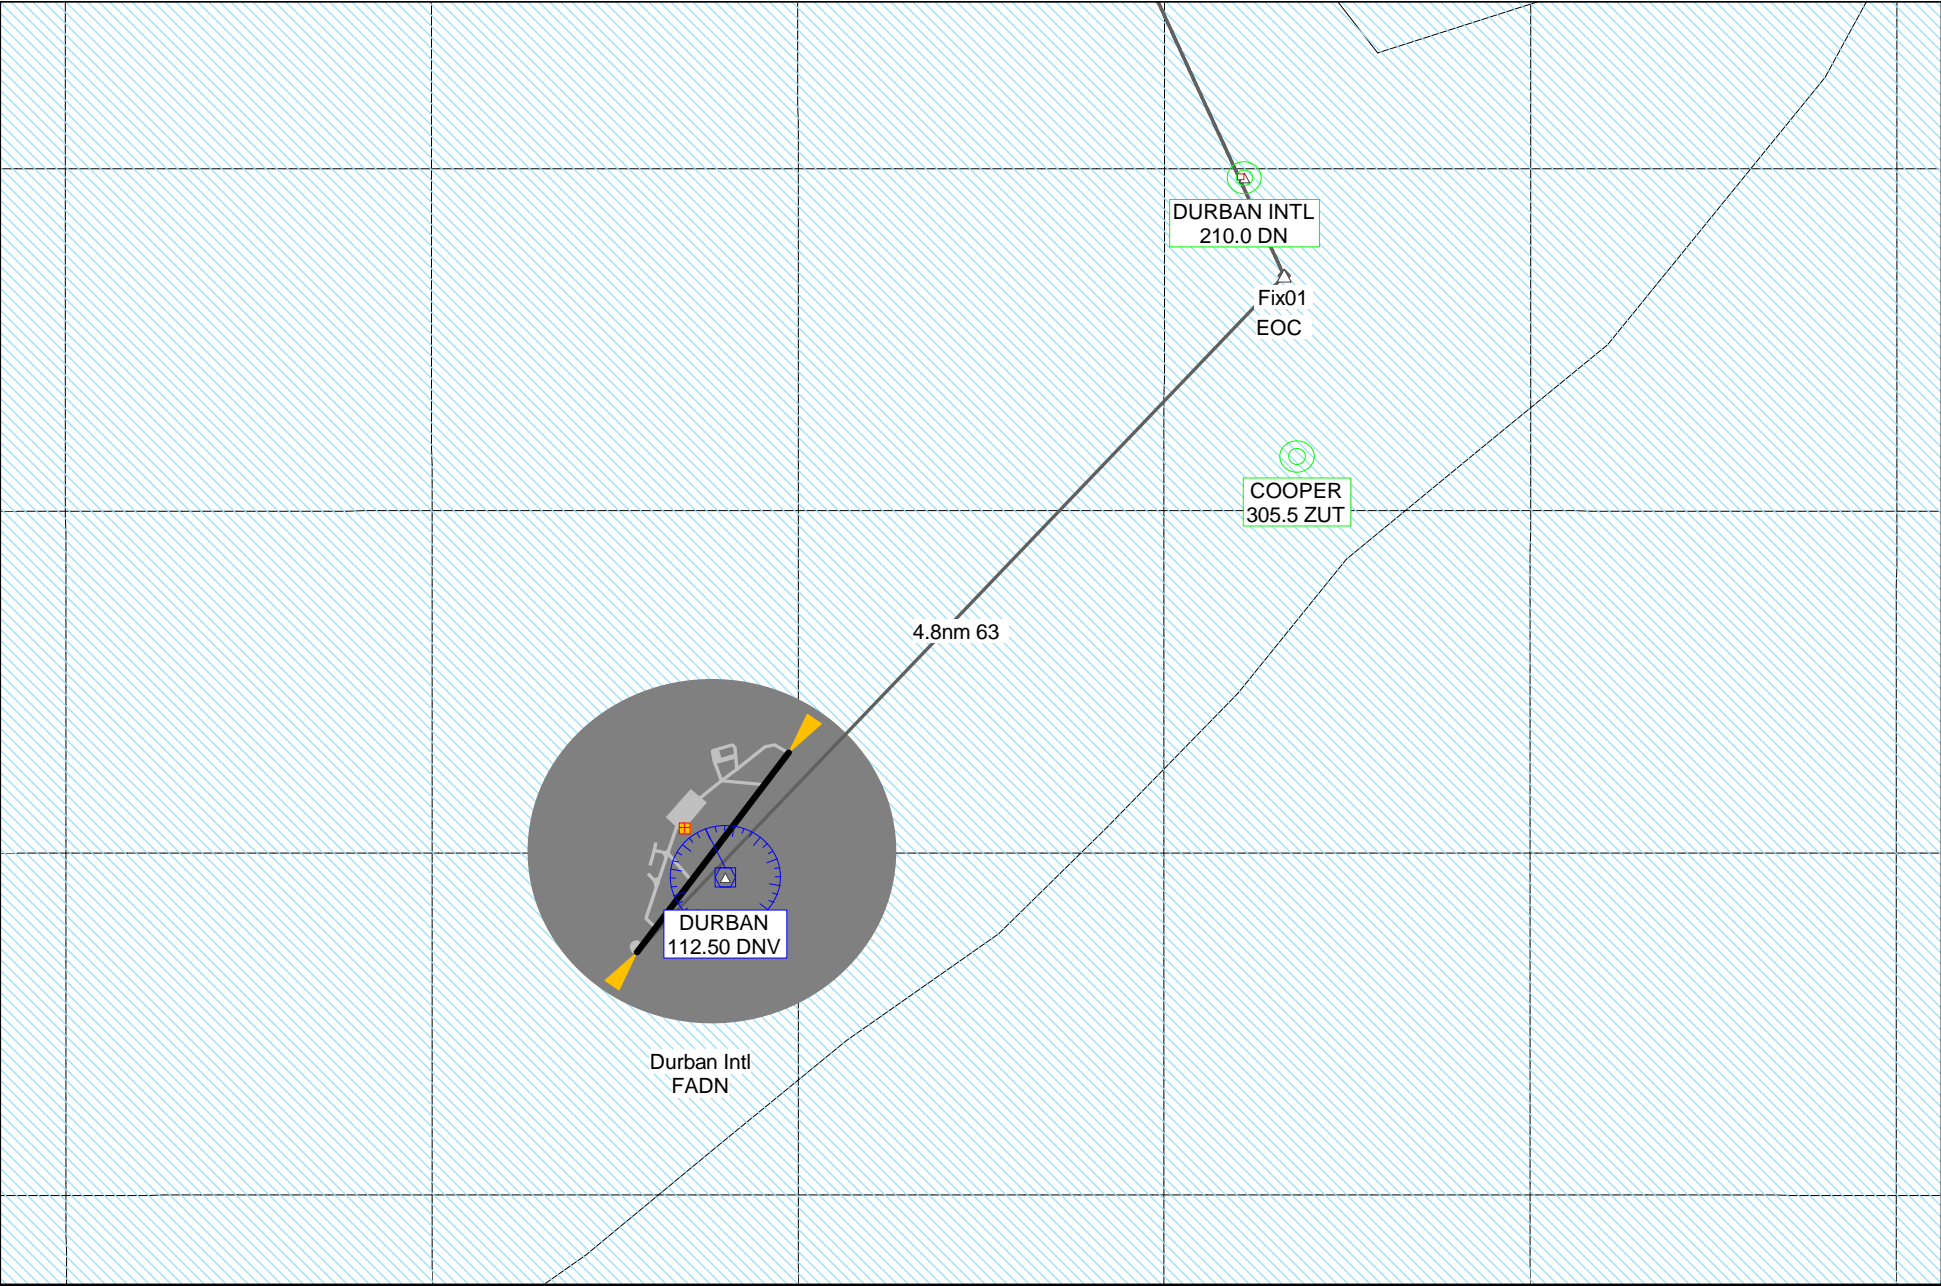 DURBAN INTL
210.0 DN
Fix01
EOC
COOPER
305.5 ZUT
4.8nm 63
DURBAN
112.50 DNV
Durban Intl
FADN